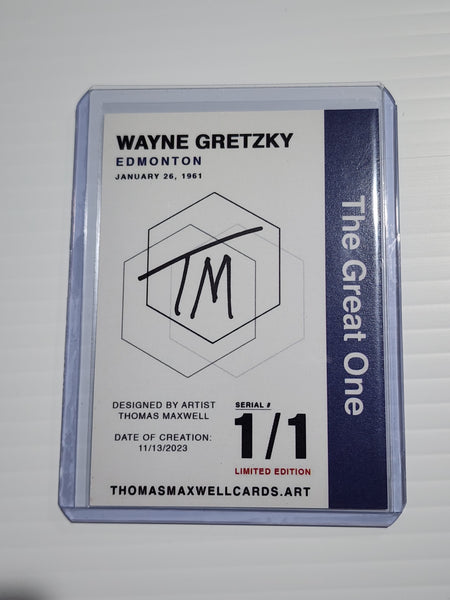 WAYNE GRETZKY
EDMONTON
JANUARY 26, 1961
TM
DESIGNED BY ARTIST
THOMAS MAXWELL
DATE OF CREATION:
11/13/2023
SERIAL #
1/1
LIMITED EDITION
THOMASMAXWELLCARDS.ART
The Great One